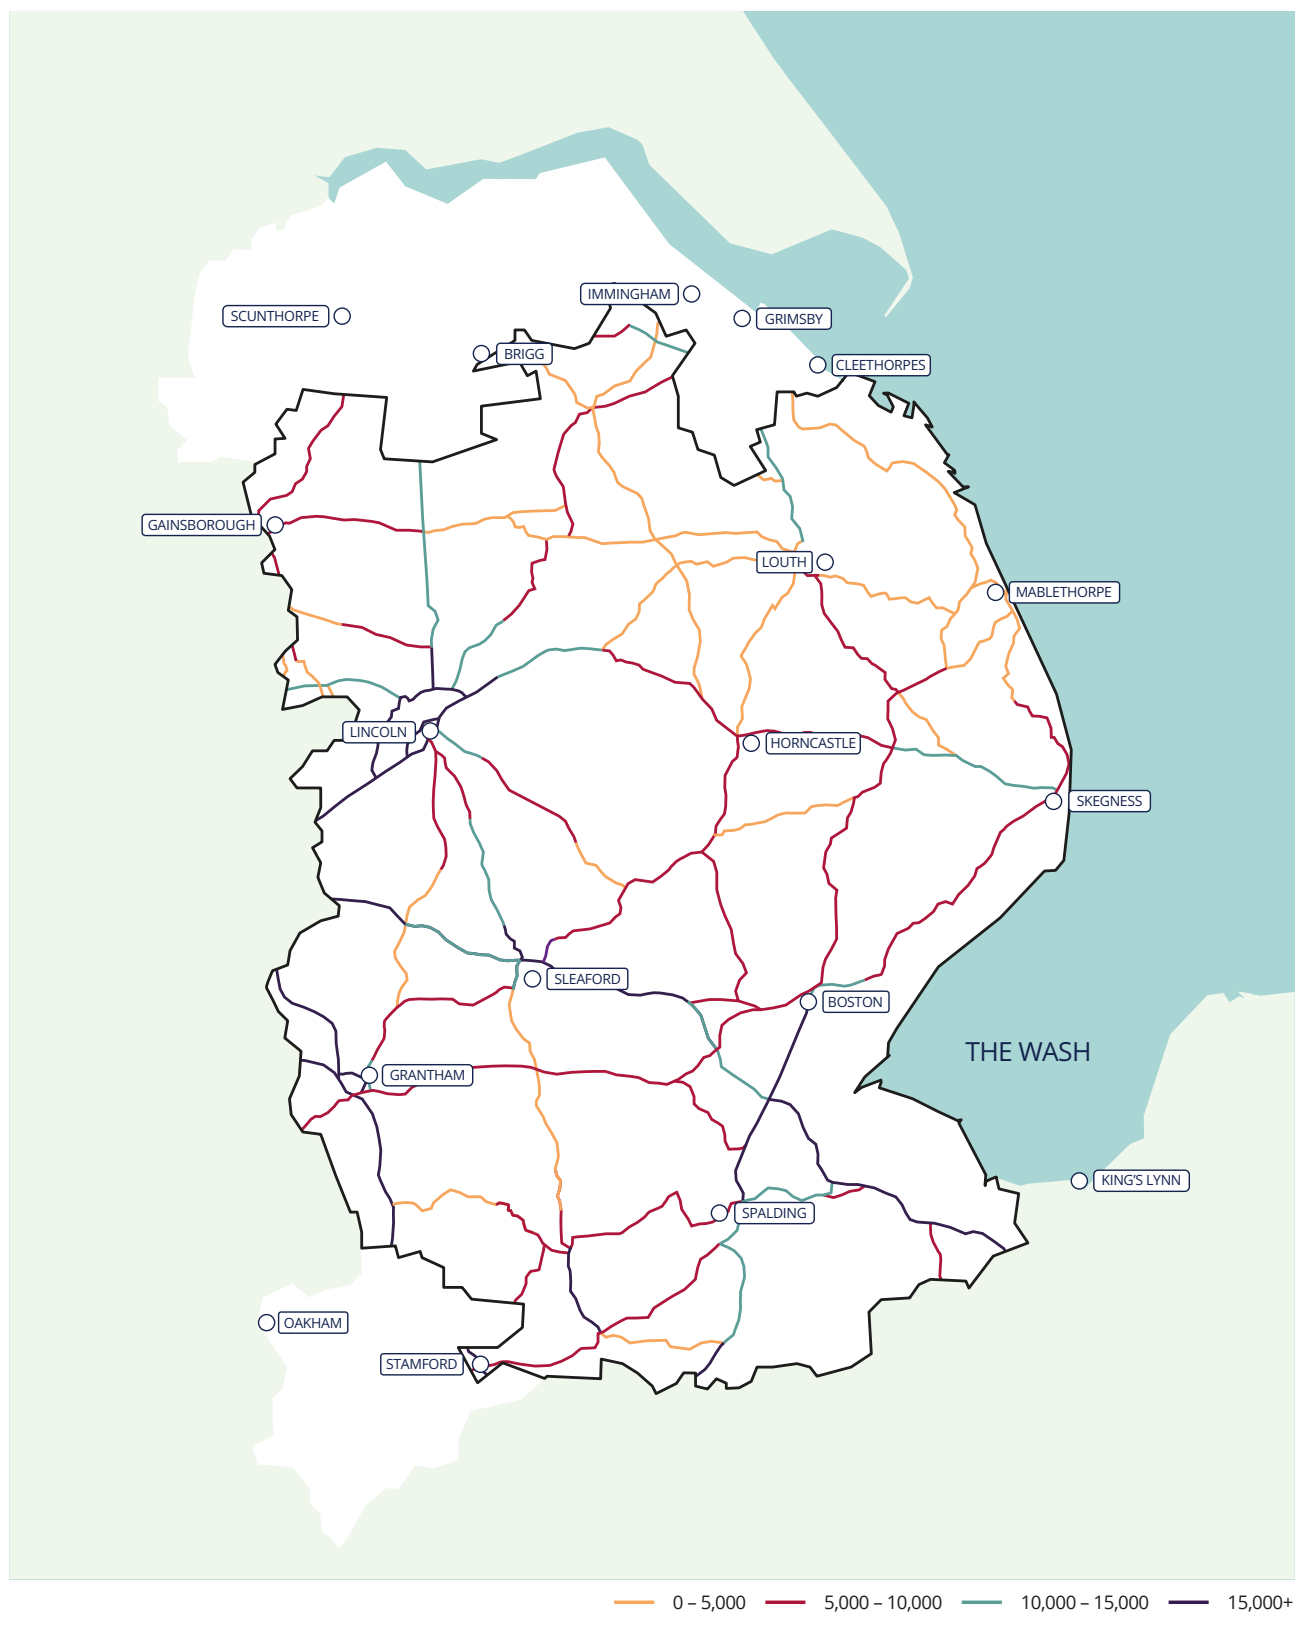 IMMINGHAM
SCUNTHORPE
GRIMSBY
BRIGG
CLEETHORPES
GAINSBOROUGH
LOUTH
MABLETHORPE
LINCOLN
HORNCASTLE
SKEGNESS
SLEAFORD
BOSTON
THE WASH
GRANTHAM
KING'S LYNN
SPALDING
OAKHAM
STAMFORD
0 – 5,000 5,000 – 10,000 10,000 – 15,000 15,000+